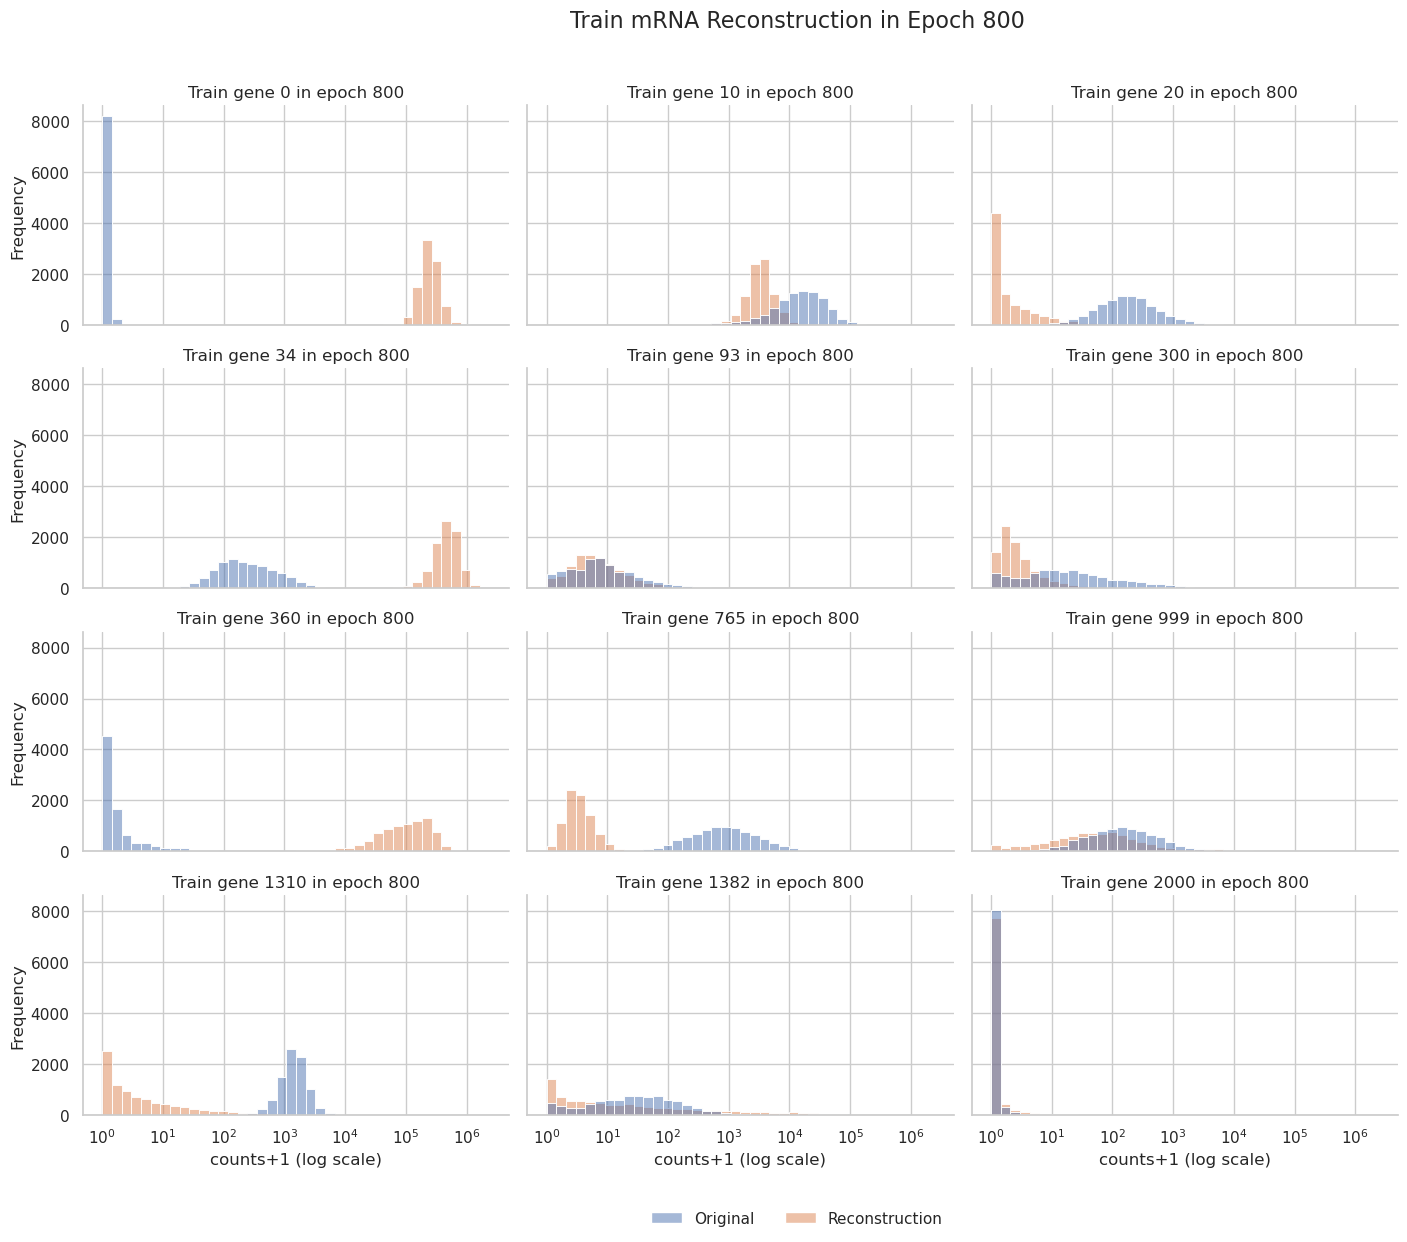 Train mRNA Reconstruction in Epoch 800
Train gene 0 in epoch 800
Train gene 10 in epoch 800
Train gene 20 in epoch 800
8000
6000
4000
2000
0
Frequency
Train gene 34 in epoch 800
Train gene 93 in epoch 800
Train gene 300 in epoch 800
8000
6000
4000
2000
0
Frequency
Train gene 360 in epoch 800
Train gene 765 in epoch 800
Train gene 999 in epoch 800
8000
6000
4000
2000
0
Frequency
Train gene 1310 in epoch 800
Train gene 1382 in epoch 800
Train gene 2000 in epoch 800
8000
6000
4000
2000
0
Frequency
10⁰ 10¹ 10² 10³ 10⁴ 10⁵ 10⁶
10⁰ 10¹ 10² 10³ 10⁴ 10⁵ 10⁶
10⁰ 10¹ 10² 10³ 10⁴ 10⁵ 10⁶
counts+1 (log scale)
counts+1 (log scale)
counts+1 (log scale)
Original
Reconstruction